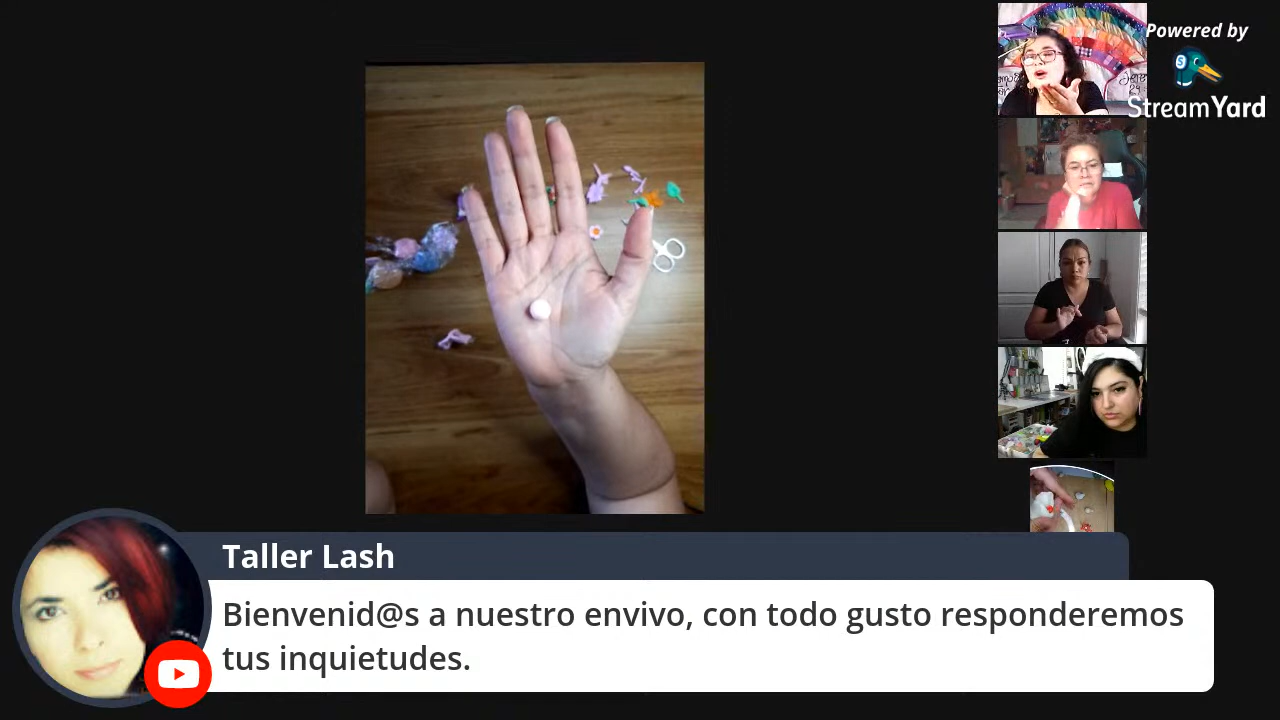 Powered by
StreamYard
Taller Lash
Bienvenid@s a nuestro envivo, con todo gusto responderemos
tus inquietudes.